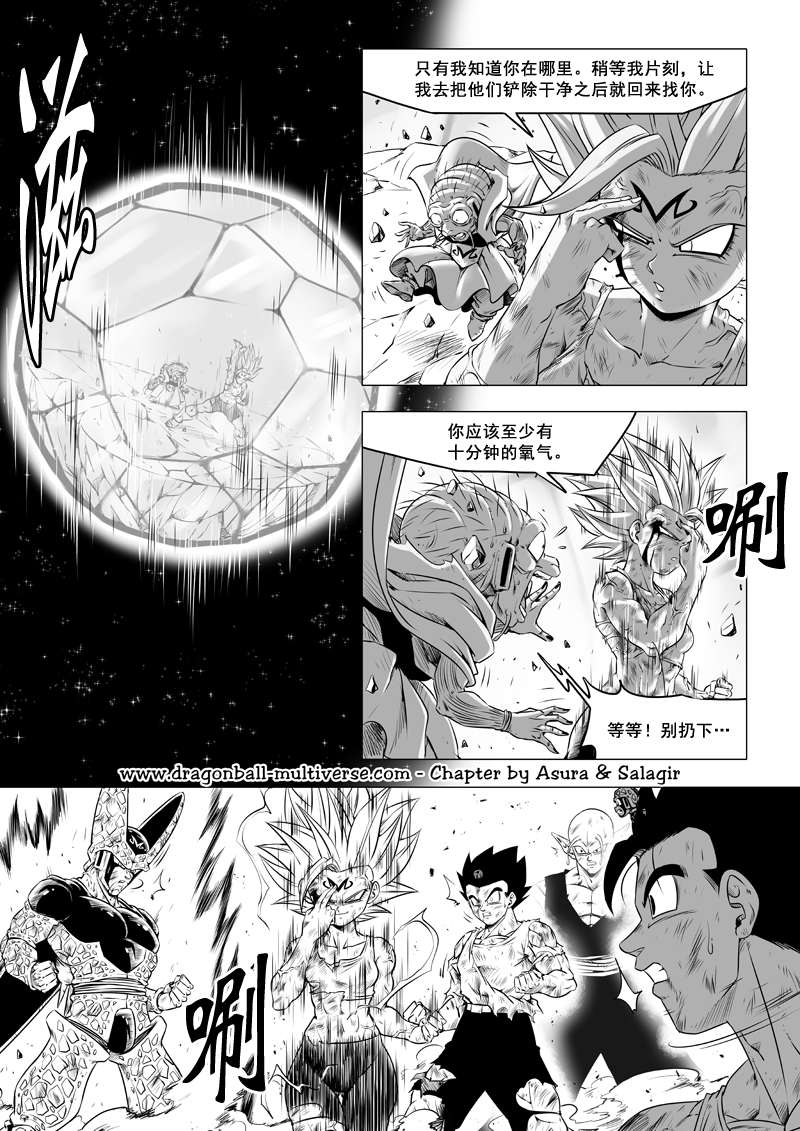 只有我知道你在哪里。稍等我片刻，让
我去把他们铲除干净之后就回来找你。
你应该至少有
十分钟的氧气。
唰
等等！别扔下…
www.dragonball-multiverse.com - Chapter by Asura & Salagir
唰